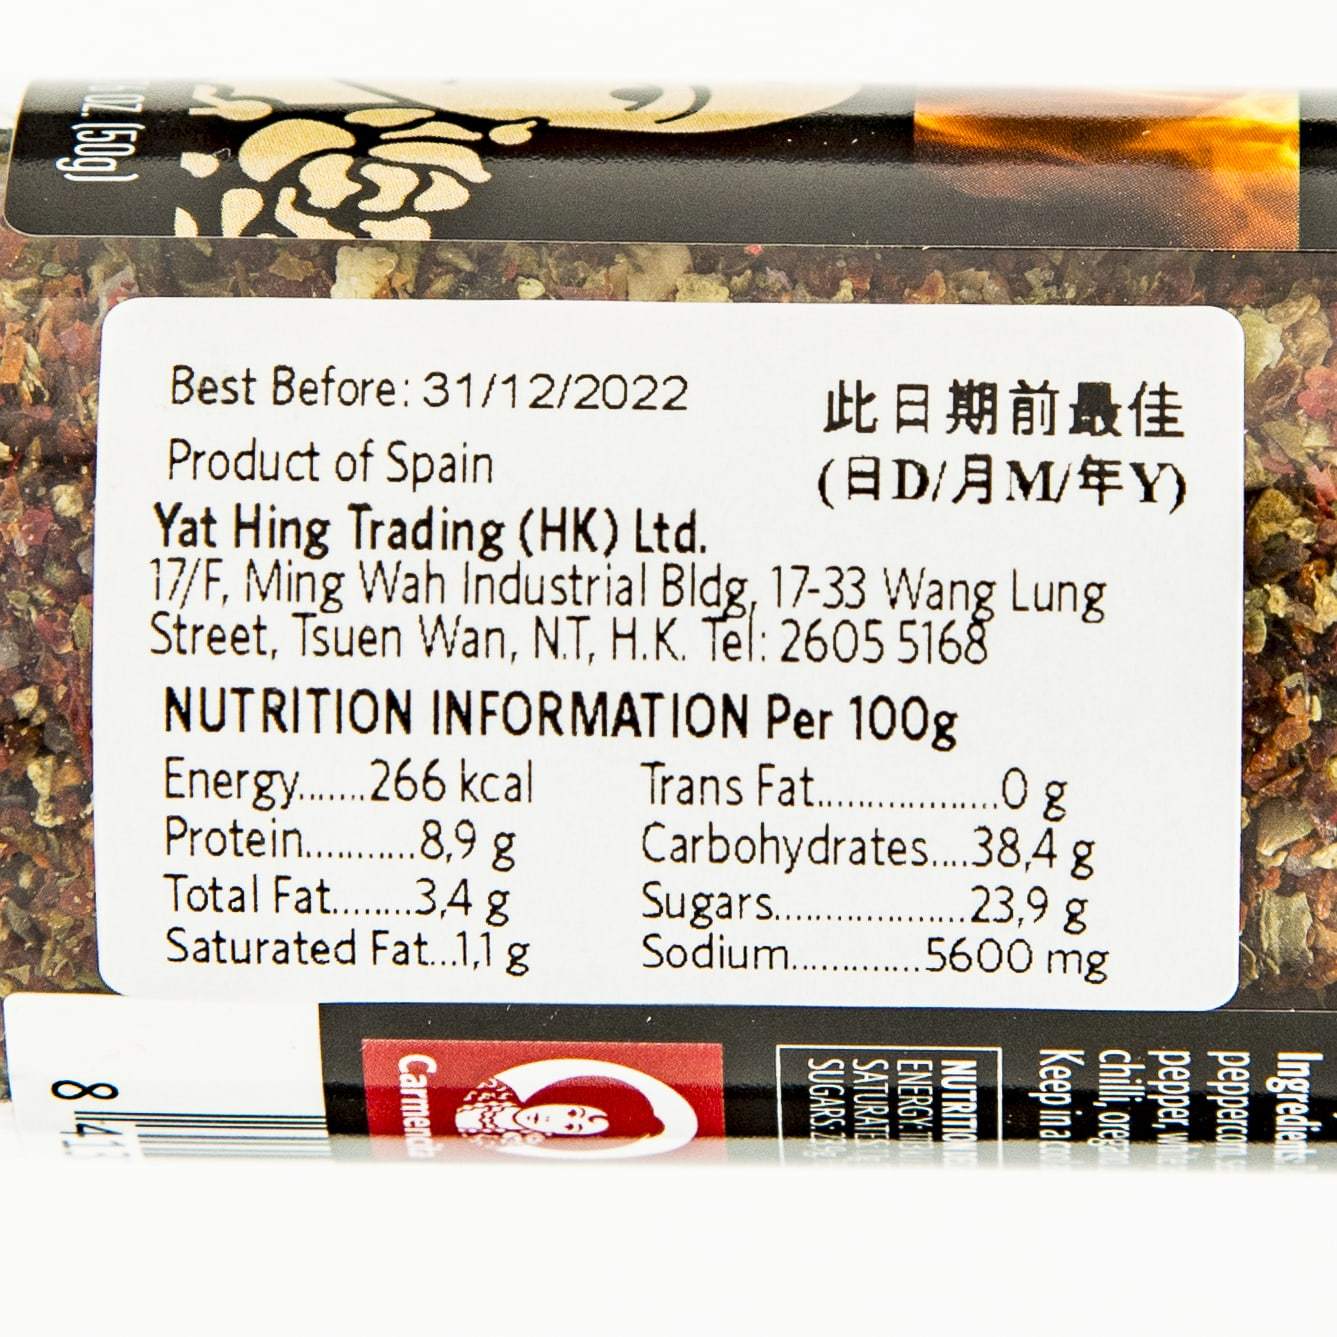 oz. (50g)
Best Before: 31/12/2022
此日期前最佳
(日D/月M/年Y)
Product of Spain
Yat Hing Trading (HK) Ltd.
17/F, Ming Wah Industrial Bldg, 17-33 Wang Lung
Street, Tsuen Wan, N.T, H.K. Tel: 2605 5168
NUTRITION INFORMATION Per 100g
Energy.......266 kcal
Protein...........8,9 g
Total Fat........3,4 g
Saturated Fat...1,1 g
Trans Fat..................0 g
Carbohydrates....38,4 g
Sugars...................23,9 g
Sodium.............5600 mg
8
Carmencita
NUTRITION
ENERGY:
SATURATES:
SUGARS:
Ingredients:
pepper,
chili,
Keep in a